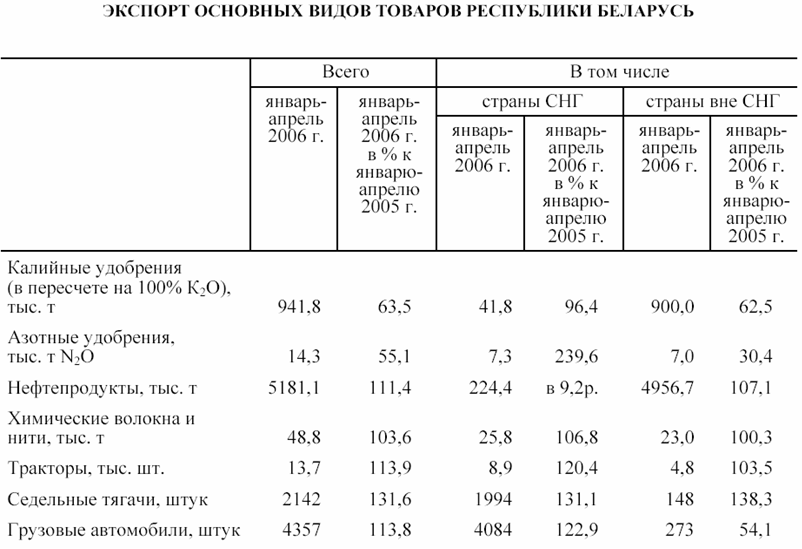 ЭКСПОРТ ОСНОВНЫХ ВИДОВ ТОВАРОВ РЕСПУБЛИКИ БЕЛАРУСЬ
Всего В том числе
страны СНГ страны вне СНГ
январь- январь- январь- январь- январь- январь-
апрель апрель апрель апрель апрель апрель
2006 г. 2006 г. 2006 г. 2006 г. 2006 г. 2006 г.
в % к в % к в % к
январю- январю- январю-
апрелю апрелю апрелю
2005 г. 2005 г. 2005 г.
Калийные удобрения
(в пересчете на 100% K₂O),
тыс. т 941,8 63,5 41,8 96,4 900,0 62,5
Азотные удобрения,
тыс. т N₂O 14,3 55,1 7,3 239,6 7,0 30,4
Нефтепродукты, тыс. т 5181,1 111,4 224,4 в 9,2р. 4956,7 107,1
Химические волокна и
нити, тыс. т 48,8 103,6 25,8 106,8 23,0 100,3
Тракторы, тыс. шт. 13,7 113,9 8,9 120,4 4,8 103,5
Седельные тягачи, штук 2142 131,6 1994 131,1 148 138,3
Грузовые автомобили, штук 4357 113,8 4084 122,9 273 54,1